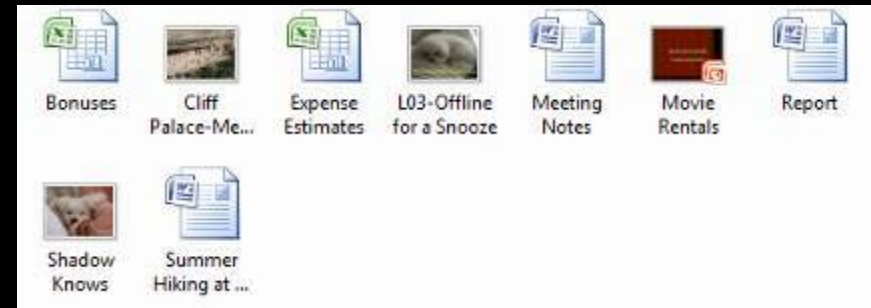 Bonuses
Cliff
Palace-Me...
Expense
Estimates
L03-Offline
for a Snooze
Meeting
Notes
Movie
Rentals
Report
Shadow
Knows
Summer
Hiking at ...